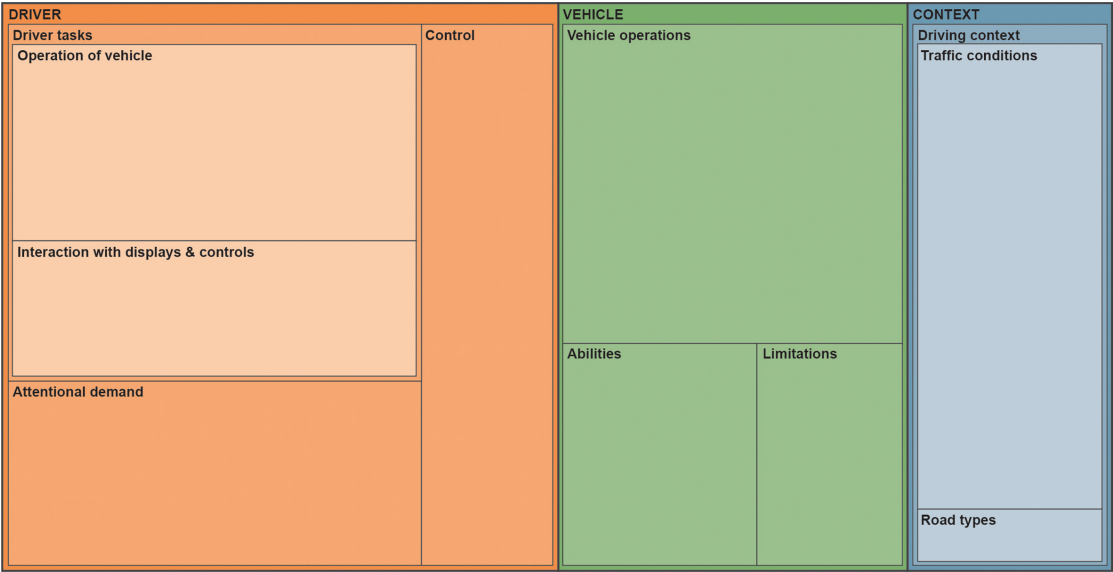 DRIVER
Driver tasks
Operation of vehicle
Interaction with displays & controls
Attentional demand
Control
VEHICLE
Vehicle operations
Abilities
Limitations
CONTEXT
Driving context
Traffic conditions
Road types